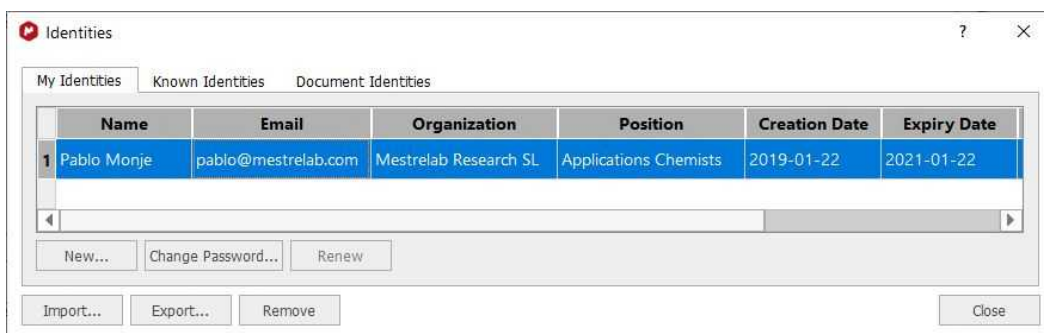 Identities ?
My Identities Known Identities Document Identities
Name Email Organization Position Creation Date Expiry Date
1 Pablo Monje pablo@mestrelab.com Mestrelab Research SL Applications Chemists 2019-01-22 2021-01-22
New... Change Password... Renew
Import... Export... Remove Close